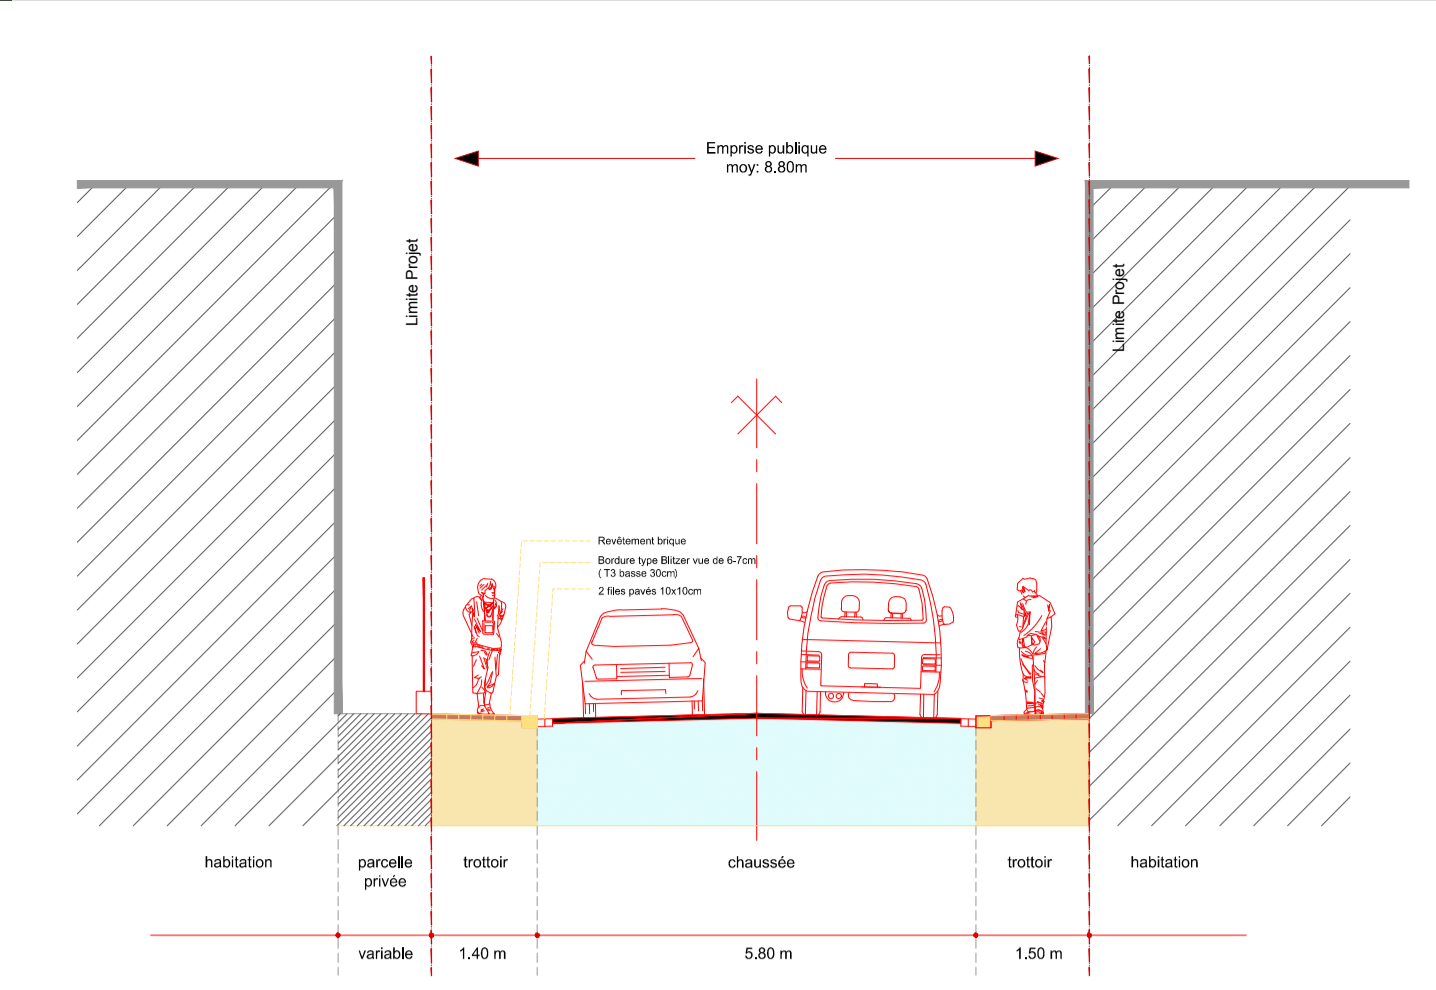 Emprise publique
moy: 8.80m
Limite Projet
Limite Projet
Revêtement brique
Bordure type Blitzer vue de 6-7cm
( T3 basse 30cm)
2 files pavés 10x10cm
habitation
parcelle
privée
trottoir
chaussée
trottoir
habitation
variable
1.40 m
5.80 m
1.50 m